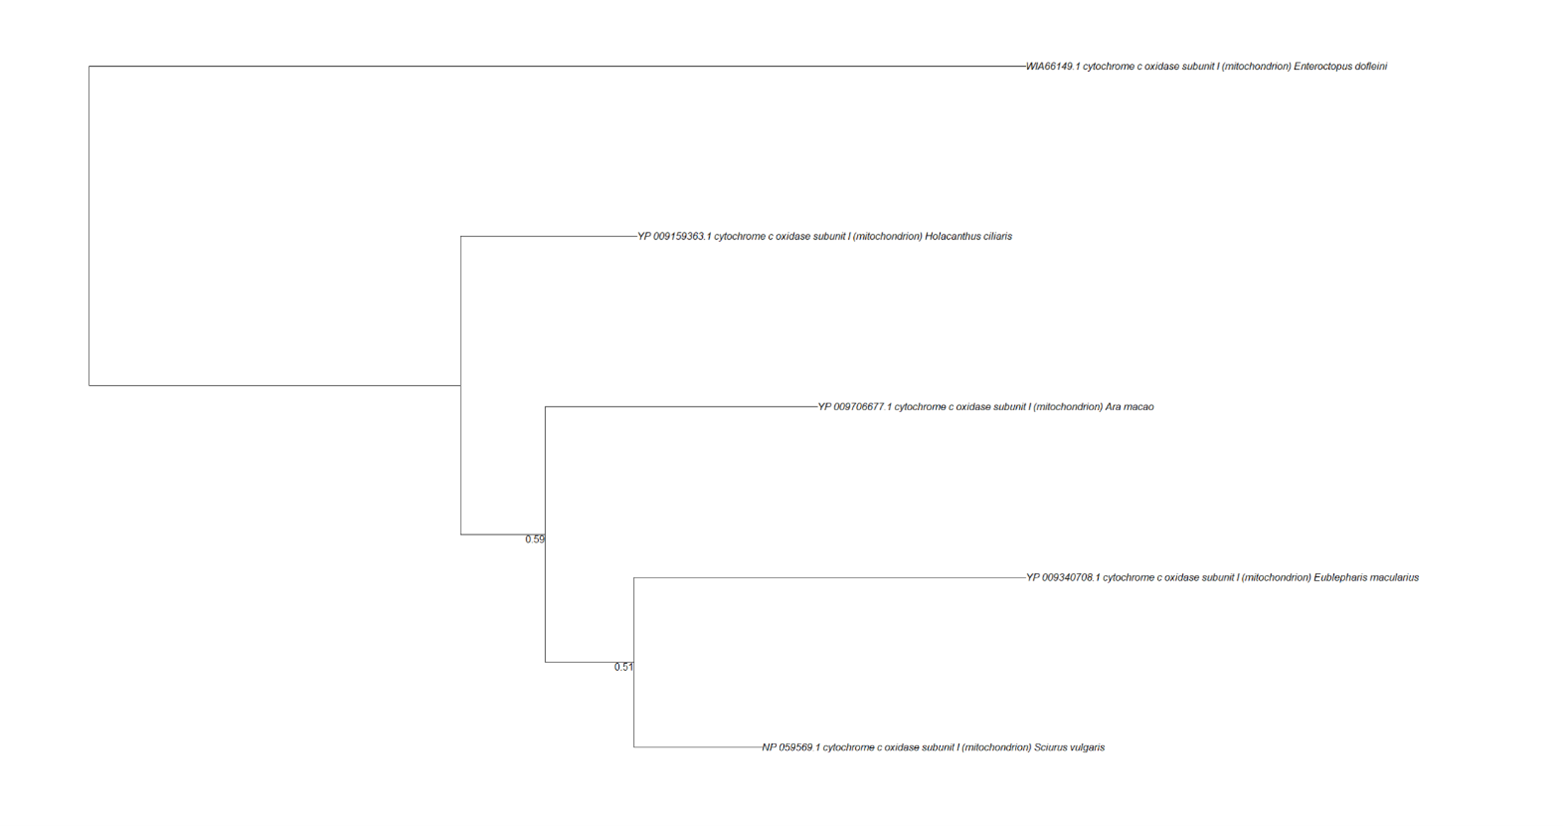 WIA66149.1 cytochrome c oxidase subunit I (mitochondrion) Enteroctopus dofleini
YP 009159363.1 cytochrome c oxidase subunit I (mitochondrion) Holacanthus ciliaris
YP 009706677.1 cytochrome c oxidase subunit I (mitochondrion) Ara macao
0.59
YP 009340708.1 cytochrome c oxidase subunit I (mitochondrion) Eublepharis macularius
0.51
NP 059569.1 cytochrome c oxidase subunit I (mitochondrion) Sciurus vulgaris